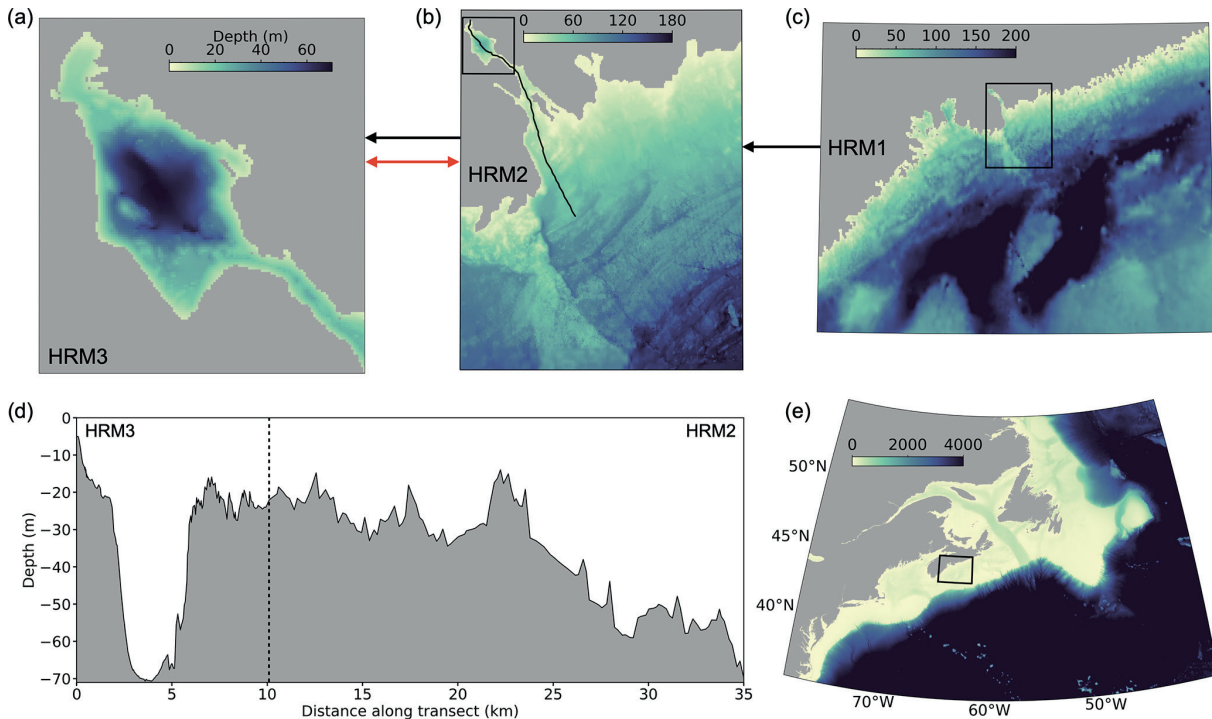 (a)
Depth (m)
0 20 40 60
HRM3
(b)
0 60 120 180
HRM2
(c)
0 50 100 150 200
HRM1
(d)
HRM3
HRM2
0
−10
−20
−30
−40
−50
−60
−70
Depth (m)
0 5 10 15 20 25 30 35
Distance along transect (km)
(e)
0 2000 4000
50°N
45°N
40°N
70°W
60°W
50°W